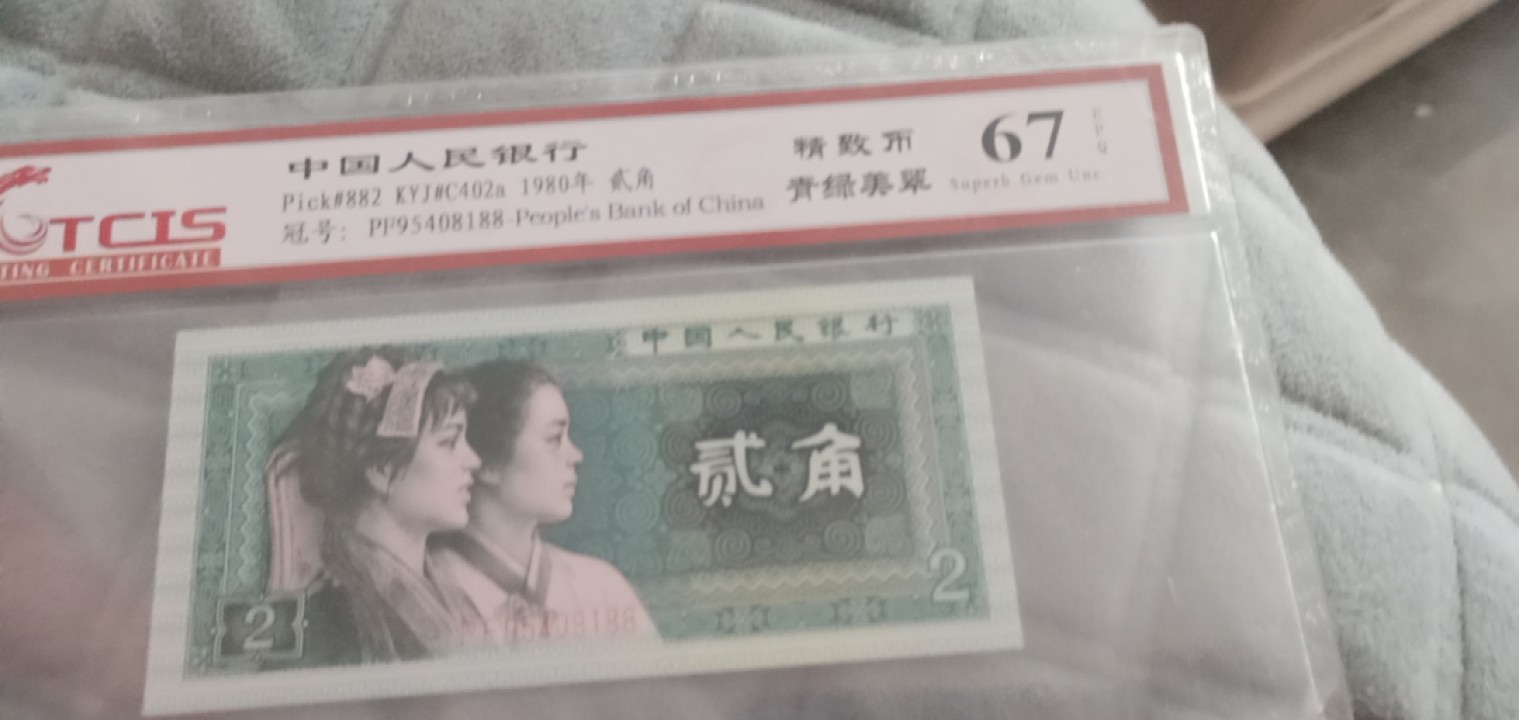 中国人民银行
Pick#882 KYJ#C402a 1980年 贰角
冠号: PF95408188 People's Bank of China
精致币
青绿美翠
67
EPQ
Superb Gem Unc
TCIS
TING CERTIFICATE
中国人民银行
贰角
2
2
PF95408188